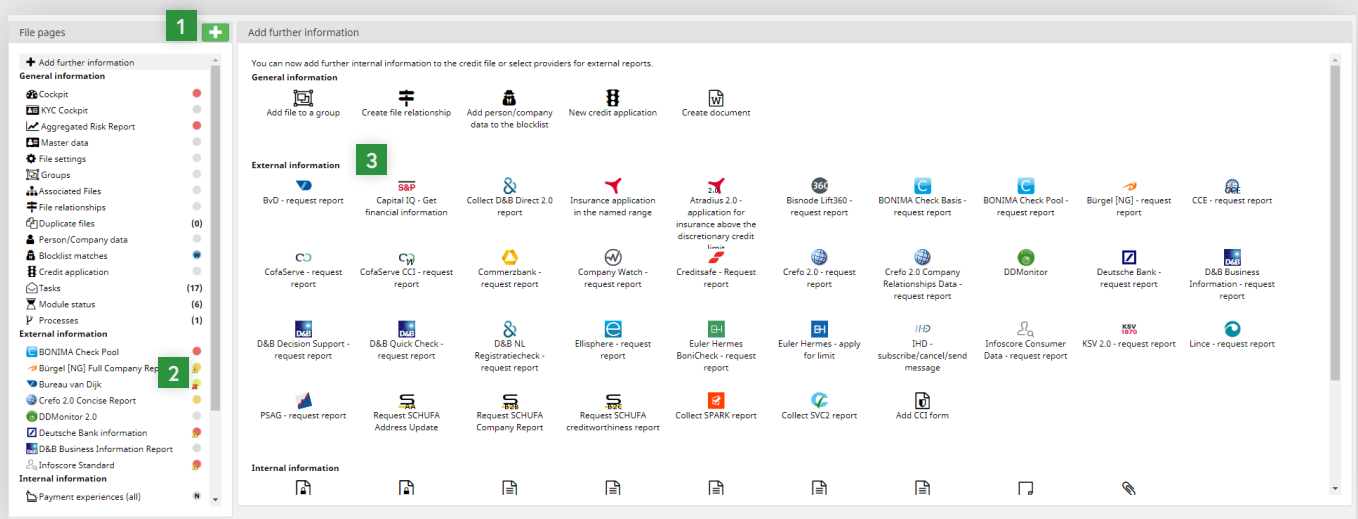 1
File pages
Add further information
Add further information
General information
Cockpit
KYC Cockpit
Aggregated Risk Report
Master data
File settings
Groups
Associated Files
File relationships
Duplicate files (0)
Person/Company data
Blocklist matches W
Credit application
Tasks (17)
Module status (6)
Processes (1)
External information
BONIMA Check Pool
Bürgel [NG] Full Company Rep
2
Bureau van Dijk
Crefo 2.0 Concise Report
DDMonitor 2.0
Deutsche Bank information
D&B Business Information Report
Infoscore Standard
Internal information
Payment experiences (all) N
You can now add further internal information to the credit file or select providers for external reports.
General information
Add file to a group
Create file relationship
Add person/company
data to the blocklist
New credit application
W
Create document
External information
3
BvD - request report
S&P
Capital IQ - Get
financial information
Collect D&B Direct 2.0
report
Insurance application
in the named range
2.0
Atradius 2.0 -
application for
insurance above the
discretionary credit
limit
360
Bisnode Lift360 -
request report
C
BONIMA Check Basis -
request report
C
BONIMA Check Pool -
request report
Bürgel [NG] - request
report
CCE
CCE - request report
CofaServe - request
report
CofaServe CCI - request
report
Commerzbank -
request report
Company Watch -
request report
Creditsafe - Request
report
Crefo 2.0 - request
report
Crefo 2.0 Company
Relationships Data -
request report
DDMonitor
Deutsche Bank -
request report
D&B
D&B Business
Information - request
report
D&B
D&B Decision Support -
request report
D&B
D&B Quick Check -
request report
D&B NL
Registratiecheck -
request report
Ellisphere - request
report
EH
Euler Hermes
BoniCheck - request
report
EH
Euler Hermes - apply
for limit
IHD
IHD -
subscribe/cancel/send
message
Infoscore Consumer
Data - request report
KSV
1870
KSV 2.0 - request report
Lince - request report
PSAG - request report
AA
Request SCHUFA
Address Update
B2B
Request SCHUFA
Company Report
B2C
Request SCHUFA
creditworthiness report
Collect SPARK report
Collect SVC2 report
Add CCI form
Internal information